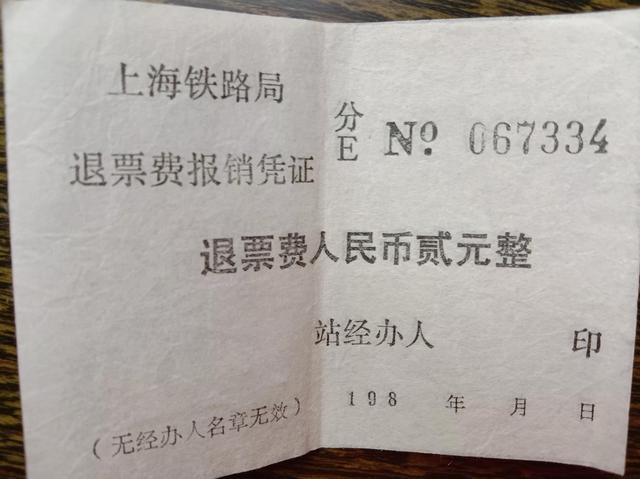 上海铁路局
分E № 067334
退票费报销凭证
退票费人民币贰元整
站经办人 印
198 年 月 日
（无经办人名章无效）